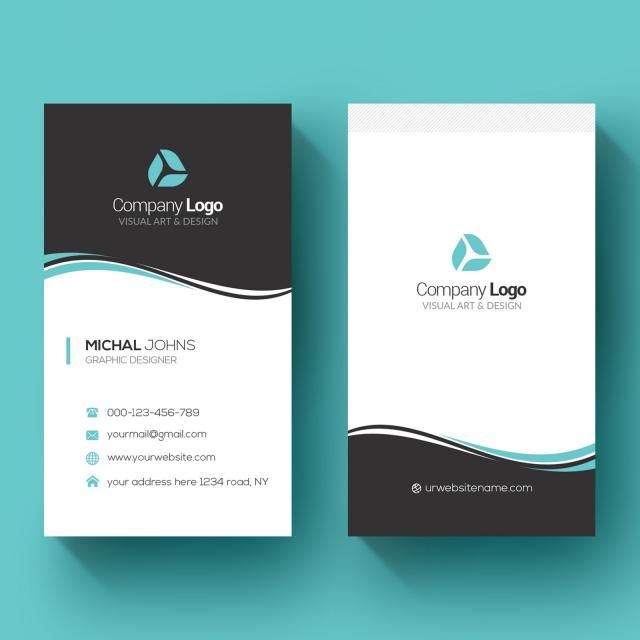 Company Logo
VISUAL ART & DESIGN
MICHAL JOHNS
GRAPHIC DESIGNER
000-123-456-789
yourmail@gmail.com
www.yourwebsite.com
your address here 1234 road, NY
Company Logo
VISUAL ART & DESIGN
urwebsitename.com